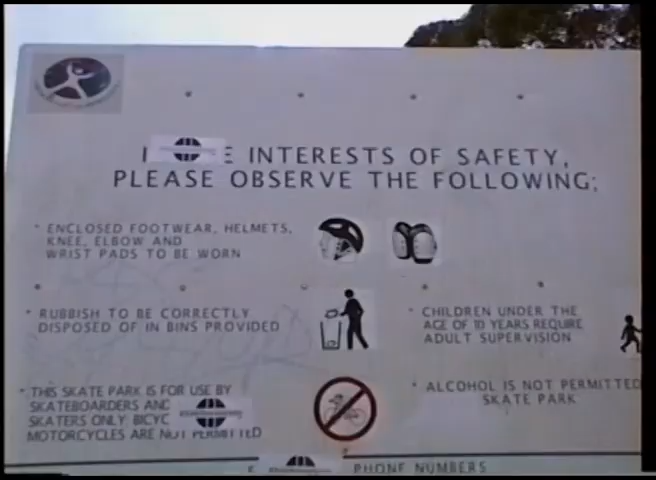 E INTERESTS OF SAFETY,
PLEASE OBSERVE THE FOLLOWING:
* ENCLOSED FOOTWEAR, HELMETS,
KNEE, ELBOW AND
WRIST PADS TO BE WORN
* RUBBISH TO BE CORRECTLY
DISPOSED OF IN BINS PROVIDED
* CHILDREN UNDER THE
AGE OF 10 YEARS REQUIRE
ADULT SUPERVISION
* THIS SKATE PARK IS FOR USE BY
SKATEBOARDERS AND
SKATERS ONLY. BICYC
MOTORCYCLES ARE NOT PERMITTED
* ALCOHOL IS NOT PERMITTED
SKATE PARK
PHONE NUMBERS